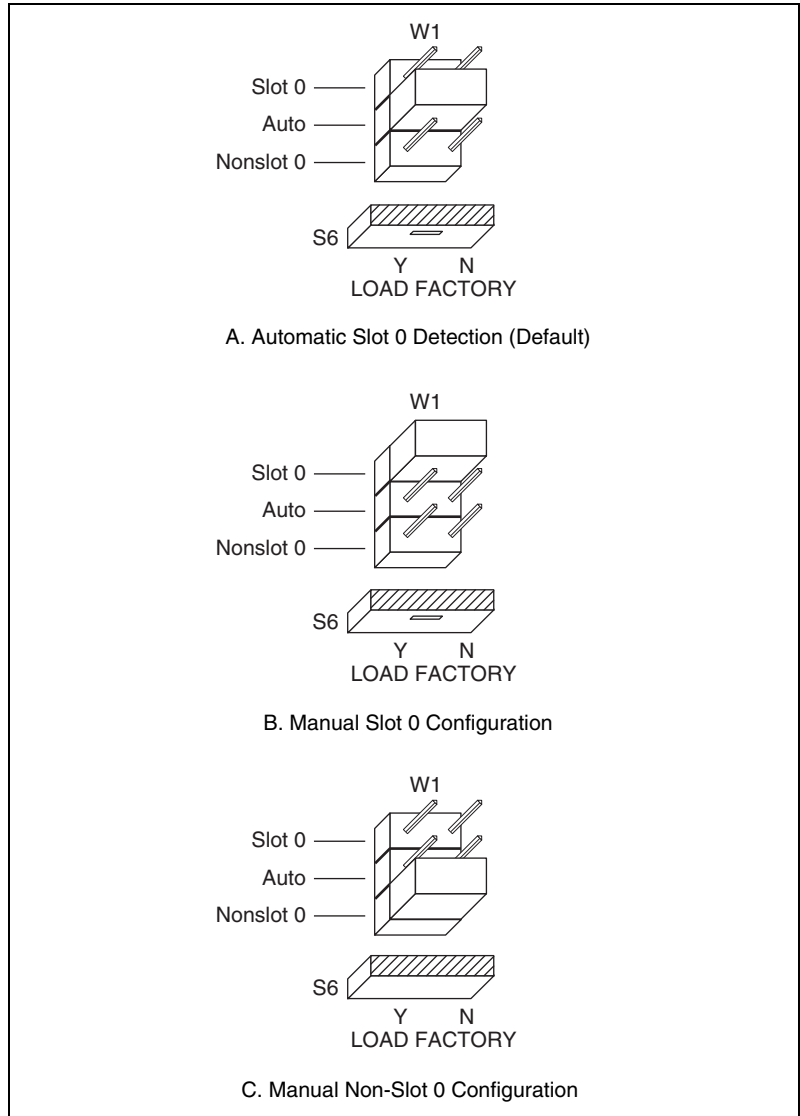 W1
Slot 0
Auto
Nonslot 0
S6
Y N
LOAD FACTORY
A. Automatic Slot 0 Detection (Default)
W1
Slot 0
Auto
Nonslot 0
S6
Y N
LOAD FACTORY
B. Manual Slot 0 Configuration
W1
Slot 0
Auto
Nonslot 0
S6
Y N
LOAD FACTORY
C. Manual Non-Slot 0 Configuration